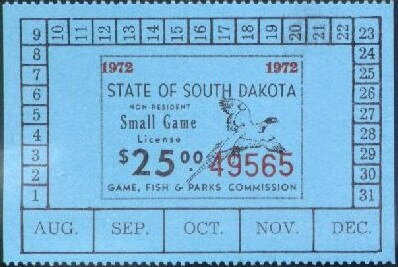 9 10 11 12 13 14 15 16 17 18 19 20 21 22 23
8 24
7 1972 1972 25
6 STATE OF SOUTH DAKOTA 26
5 NON-RESIDENT 27
4 Small Game 28
3 License 29
2 $25.00 49565 30
1 GAME, FISH & PARKS COMMISSION 31
AUG. SEP. OCT. NOV. DEC.